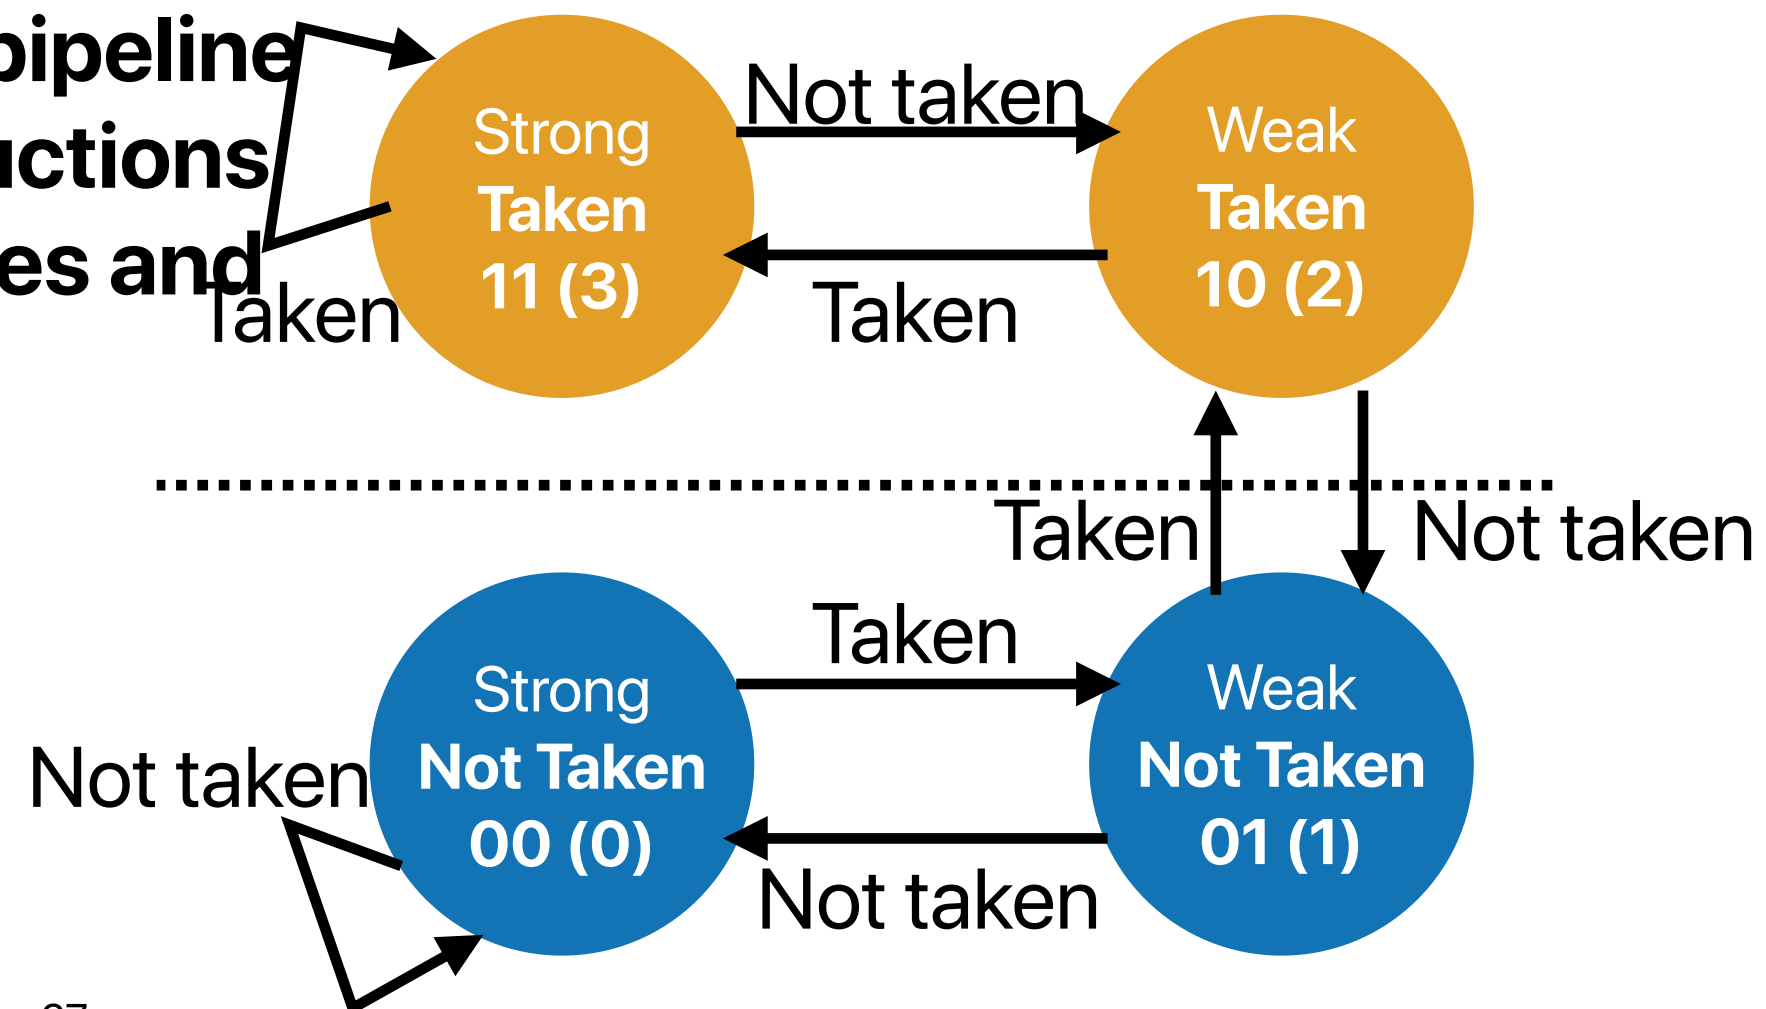 pipeline
uctions
es and
Taken
Strong
Taken
11 (3)
Not taken
Taken
Weak
Taken
10 (2)
Taken
Not taken
Strong
Not Taken
00 (0)
Not taken
Taken
Not taken
Weak
Not Taken
01 (1)